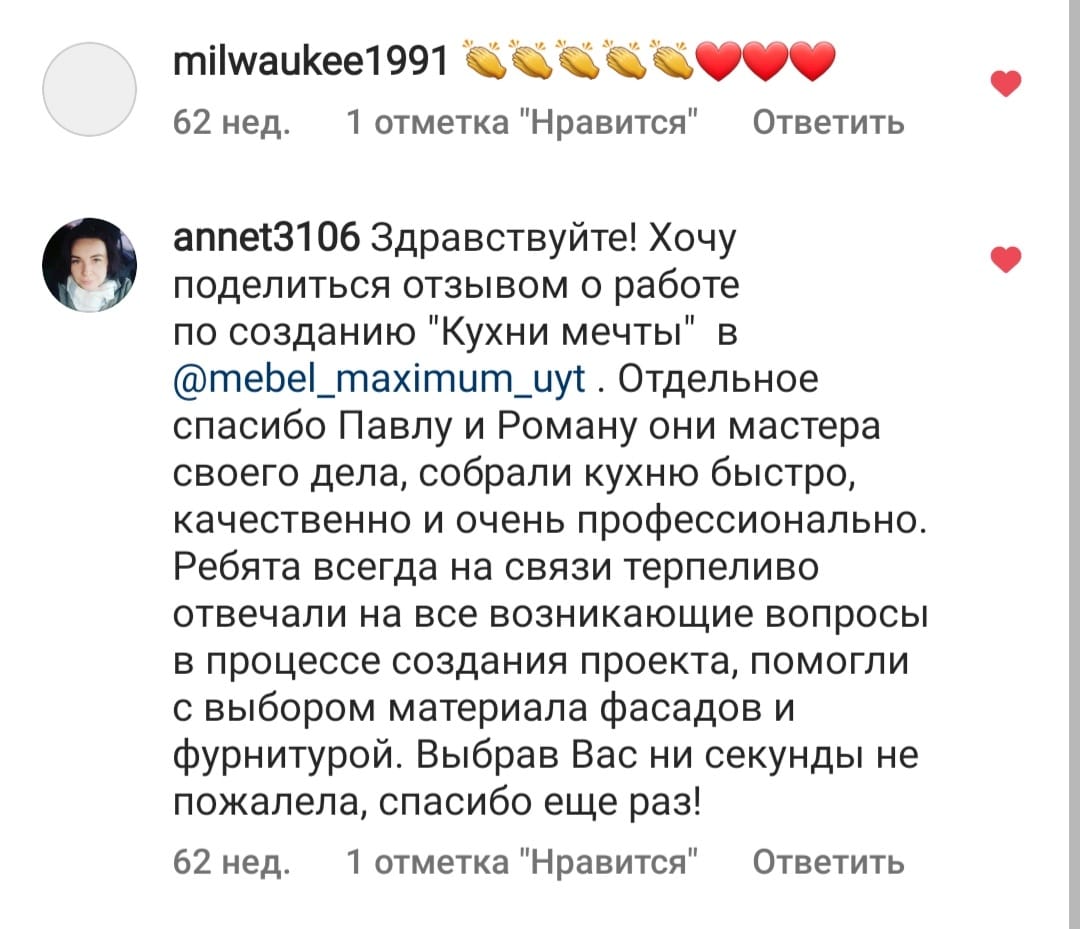 milwaukee1991 👏👏👏👏👏❤️❤️❤️
62 нед. 1 отметка "Нравится" Ответить
annet3106 Здравствуйте! Хочу
поделиться отзывом о работе
по созданию "Кухни мечты" в
@mebel_maximum_uyt . Отдельное
спасибо Павлу и Роману они мастера
своего дела, собрали кухню быстро,
качественно и очень профессионально.
Ребята всегда на связи терпеливо
отвечали на все возникающие вопросы
в процессе создания проекта, помогли
с выбором материала фасадов и
фурнитурой. Выбрав Вас ни секунды не
пожалела, спасибо еще раз!
62 нед. 1 отметка "Нравится" Ответить